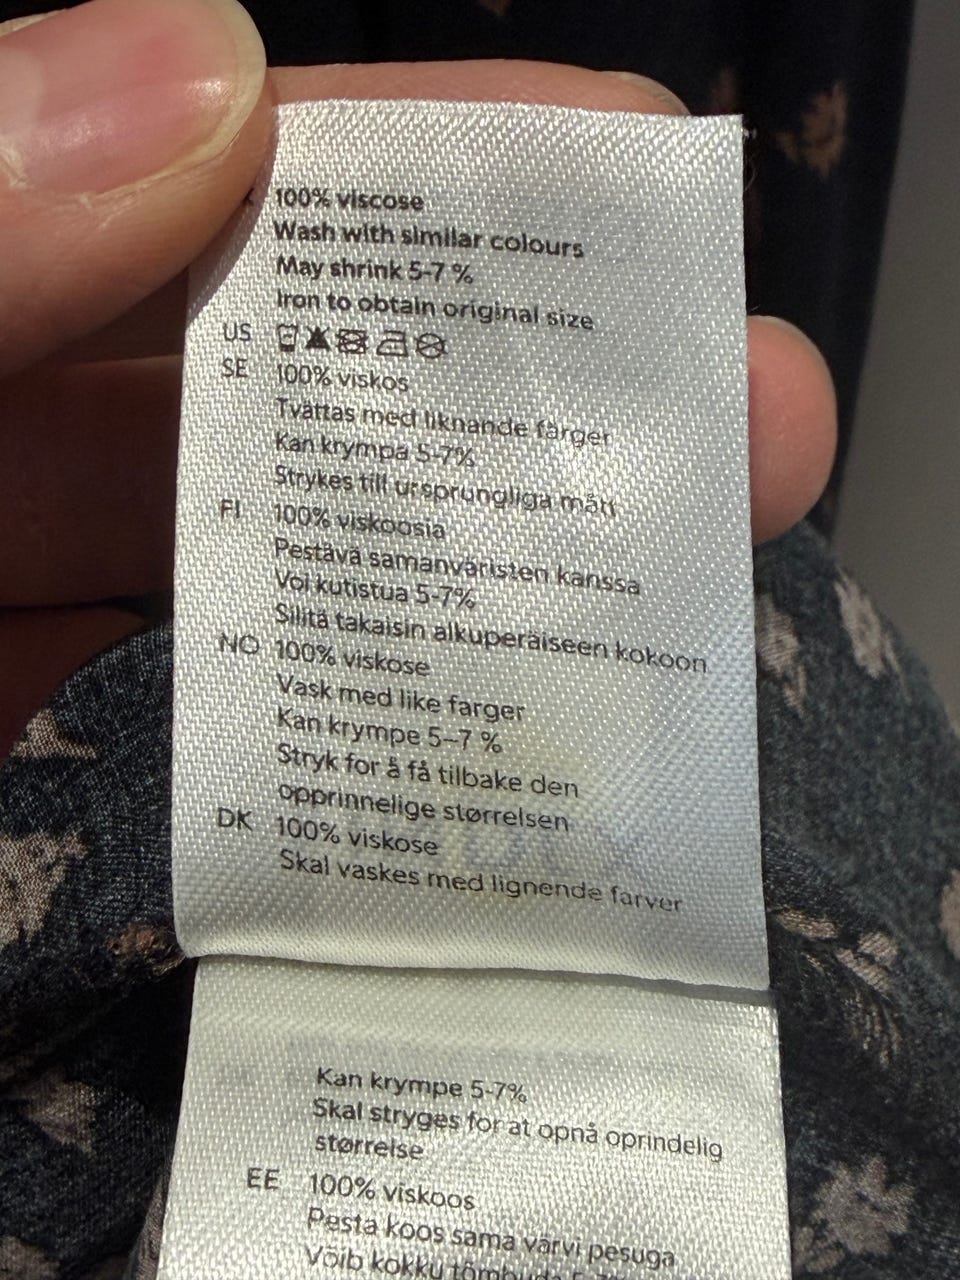 100% viscose
Wash with similar colours
May shrink 5-7 %
Iron to obtain original size
US
SE 100% viskos
Tvättas med liknande färger
Kan krympa 5-7%
Strykes till ursprungliga mått
FI 100% viskoosia
Pestävä samanväristen kanssa
Voi kutistua 5-7%
Silitä takaisin alkuperäiseen kokoon
NO 100% viskose
Vask med like farger
Kan krympe 5–7 %
Stryk for å få tilbake den
opprinnelige størrelsen
DK 100% viskose
Skal vaskes med lignende farver
Kan krympe 5-7%
Skal stryges for at opnå oprindelig
størrelse
EE 100% viskoos
Pesta koos sama värvi pesuga
Võib kokku